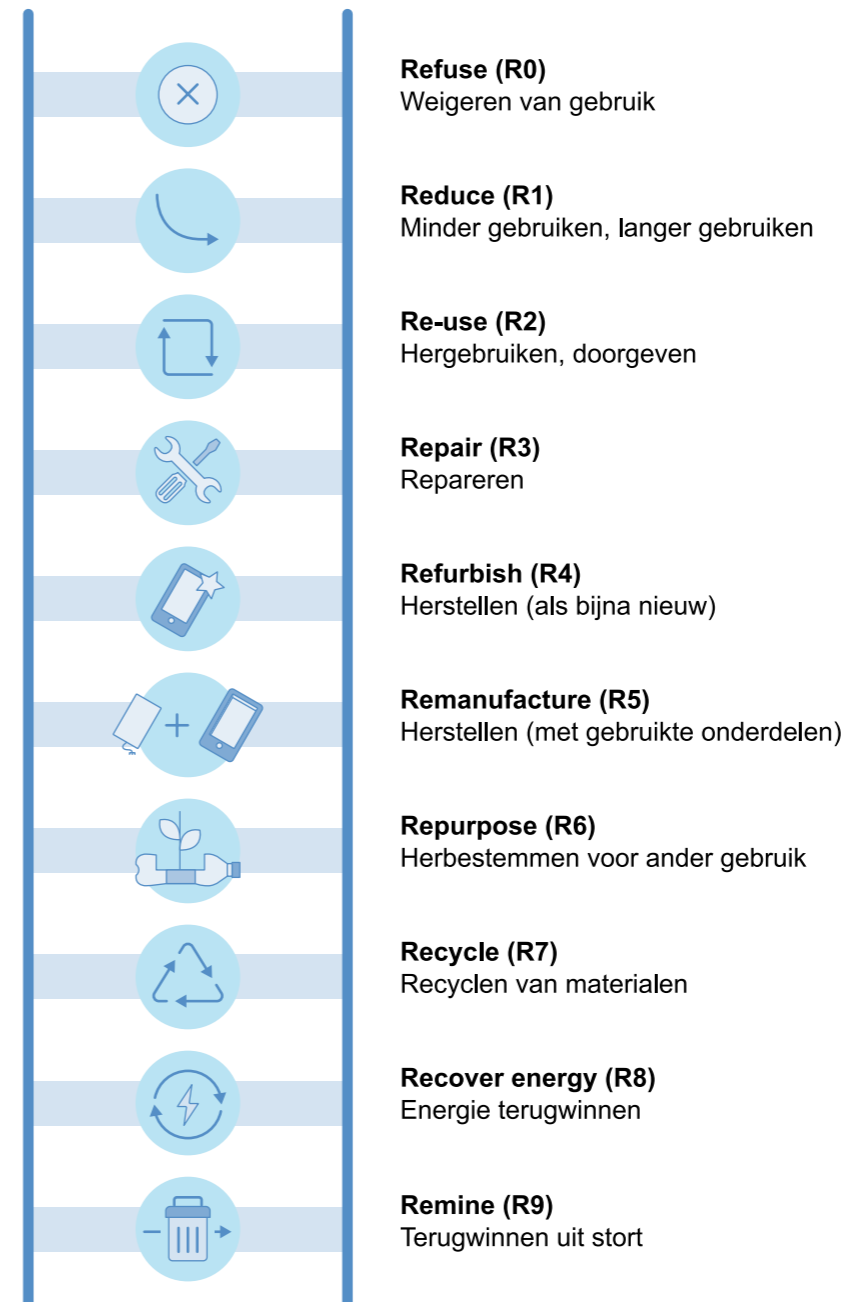 Refuse (R0)
Weigeren van gebruik
Reduce (R1)
Minder gebruiken, langer gebruiken
Re-use (R2)
Hergebruiken, doorgeven
Repair (R3)
Repareren
Refurbish (R4)
Herstellen (als bijna nieuw)
Remanufacture (R5)
Herstellen (met gebruikte onderdelen)
Repurpose (R6)
Herbestemmen voor ander gebruik
Recycle (R7)
Recyclen van materialen
Recover energy (R8)
Energie terugwinnen
Remine (R9)
Terugwinnen uit stort